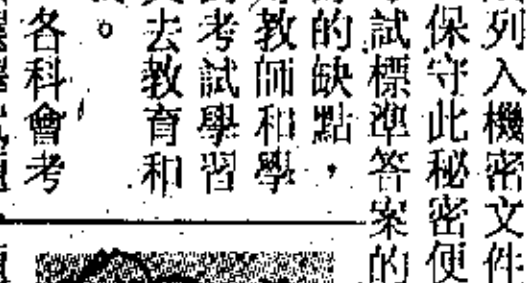 列入機密文件
保守此秘密便
試標準答案的
的缺點，
教師和學
考試學習
去教育和
。
各科會考